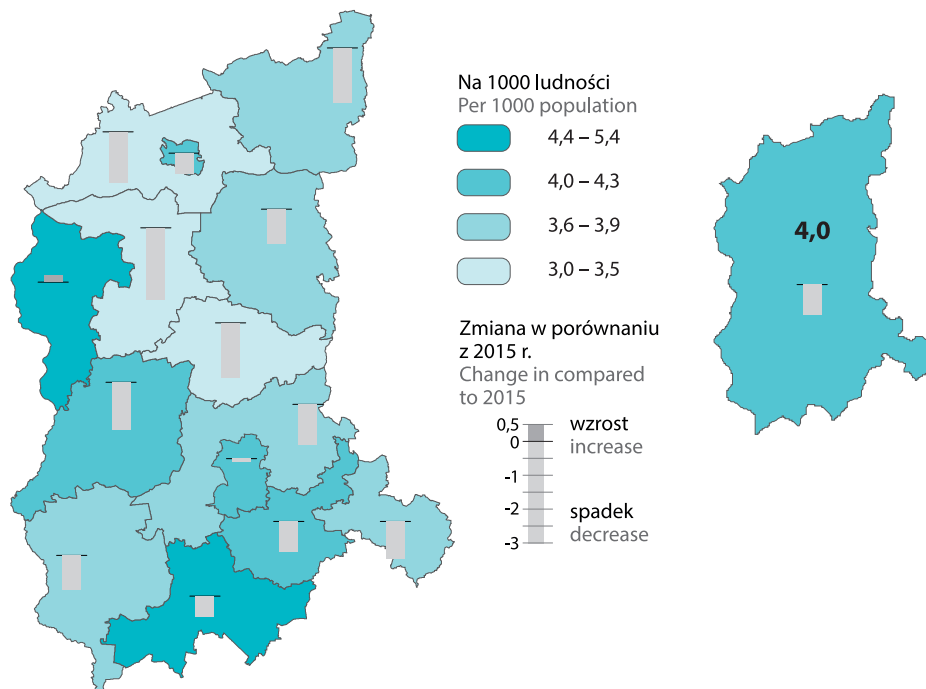 Na 1000 ludności
Per 1000 population
4,4 – 5,4
4,0 – 4,3
3,6 – 3,9
3,0 – 3,5
4,0
Zmiana w porównaniu
z 2015 r.
Change in compared
to 2015
0,5
0
-1
-2
-3
wzrost
increase
spadek
decrease